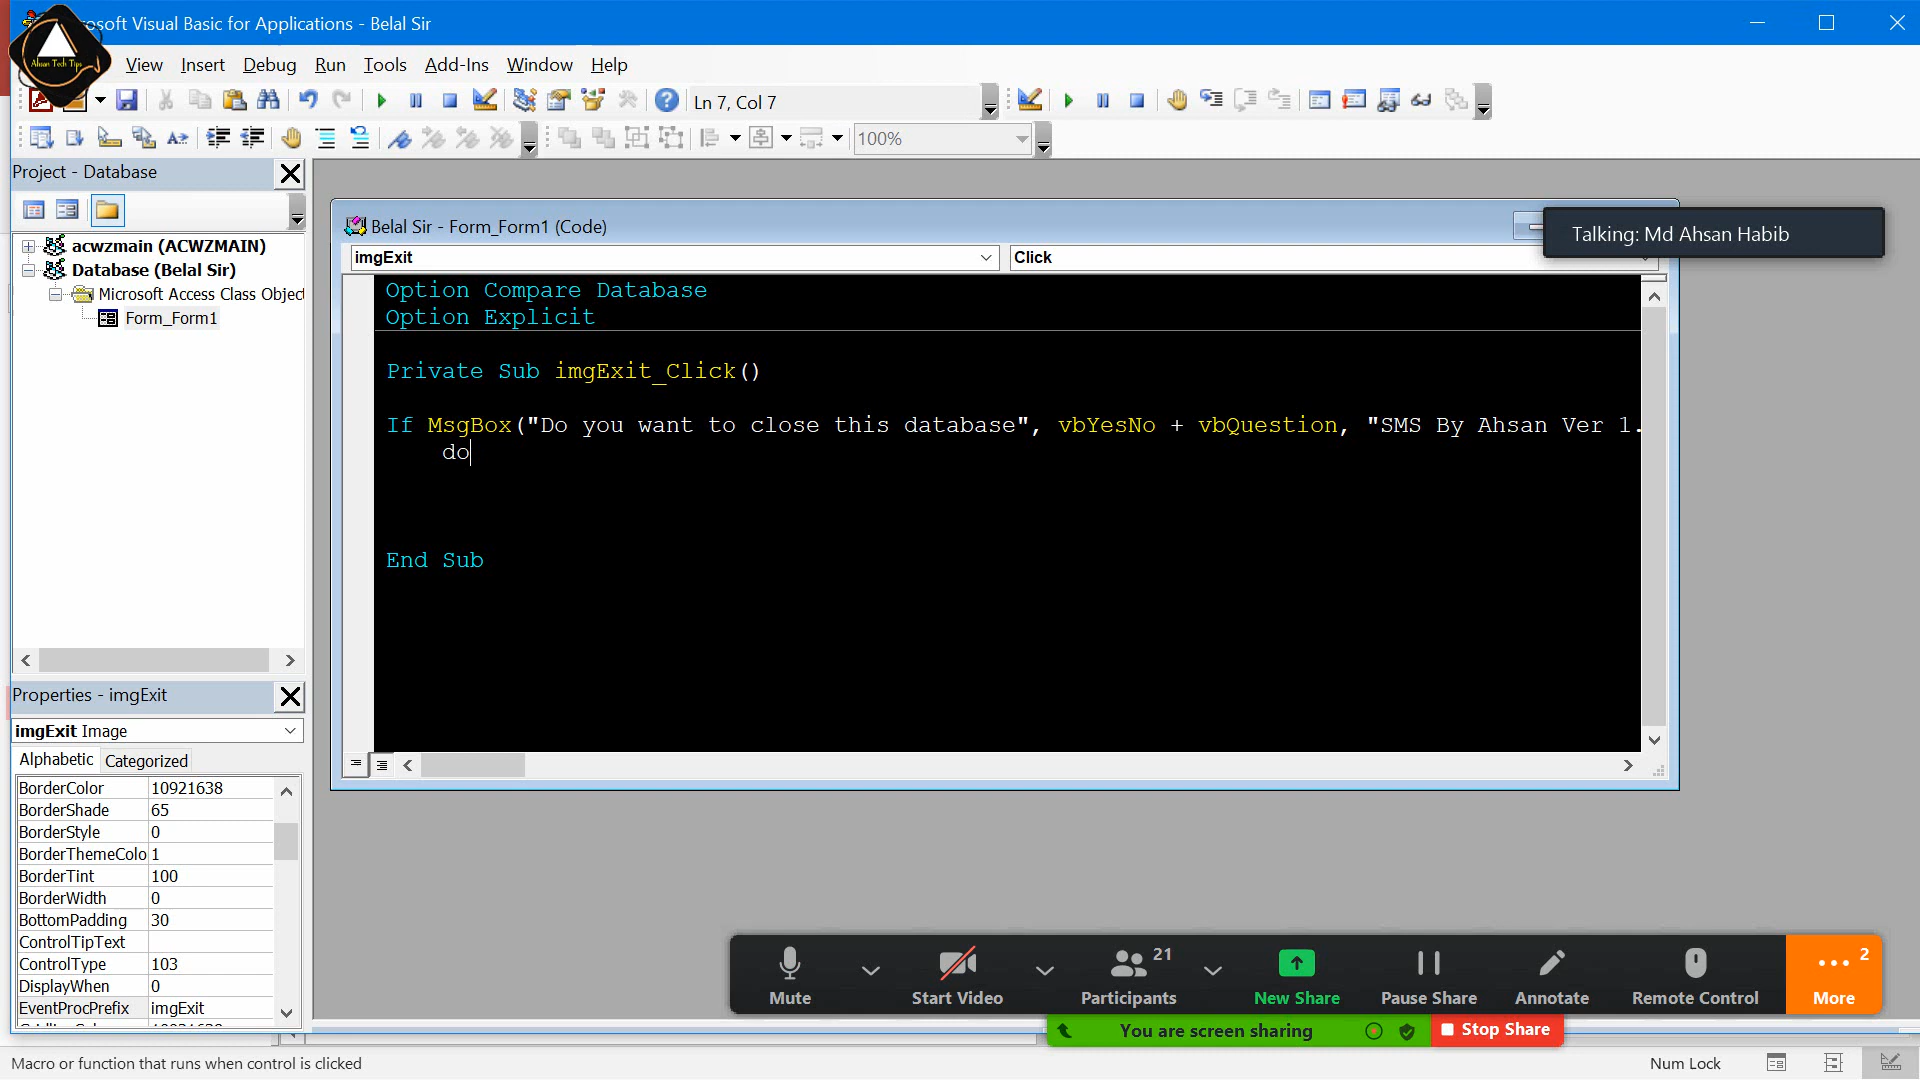 Microsoft Visual Basic for Applications - Belal Sir
Ahsan Tech Tips
View Insert Debug Run Tools Add-Ins Window Help
Ln 7, Col 7
100%
Project - Database
acwzmain (ACWZMAIN)
Database (Belal Sir)
Microsoft Access Class Object
Form_Form1
Belal Sir - Form_Form1 (Code)
Talking: Md Ahsan Habib
imgExit
Click
Option Compare Database
Option Explicit
Private Sub imgExit_Click()
If MsgBox("Do you want to close this database", vbYesNo + vbQuestion, "SMS By Ahsan Ver 1.
do
End Sub
Properties - imgExit
imgExit Image
Alphabetic Categorized
BorderColor 10921638
BorderShade 65
BorderStyle 0
BorderThemeColo 1
BorderTint 100
BorderWidth 0
BottomPadding 30
ControlTipText
ControlType 103
DisplayWhen 0
EventProcPrefix imgExit
21
2
Mute
Start Video
Participants
New Share
Pause Share
Annotate
Remote Control
More
You are screen sharing
Stop Share
Macro or function that runs when control is clicked
Num Lock